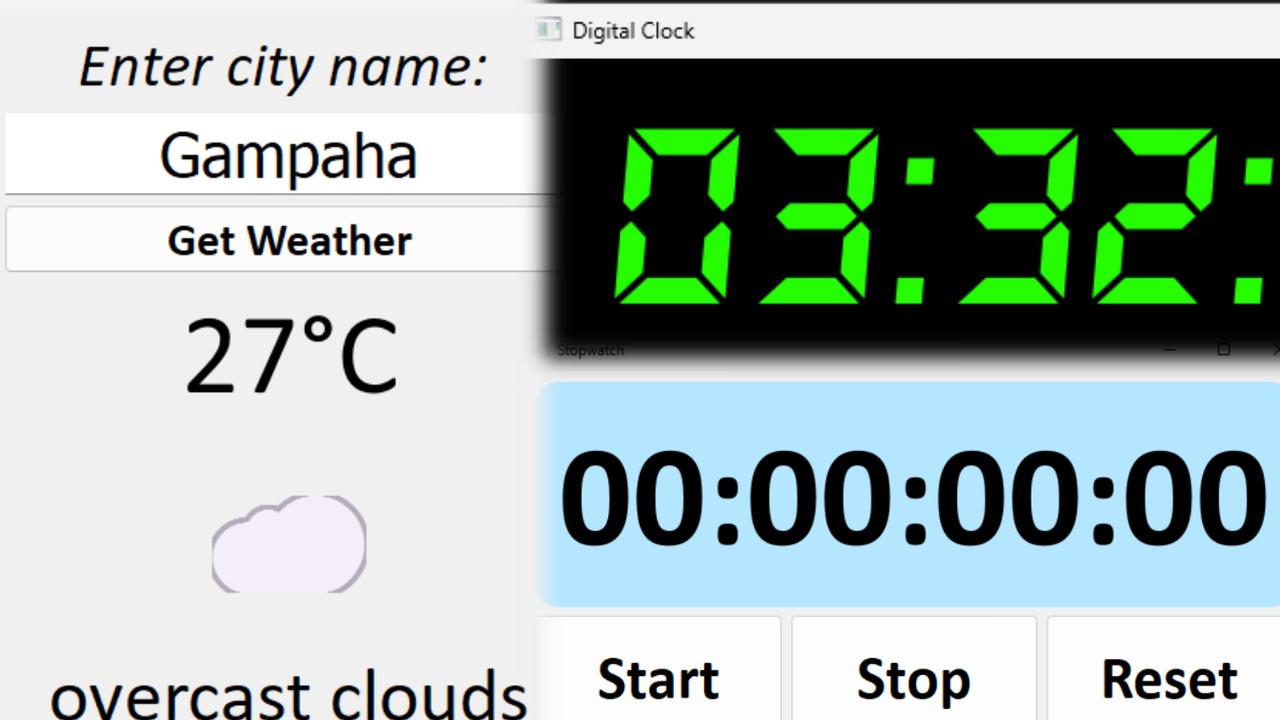 Enter city name:
Gampaha
Get Weather
27°C
overcast clouds
Digital Clock
03:32:
Stopwatch
00:00:00:00
Start
Stop
Reset